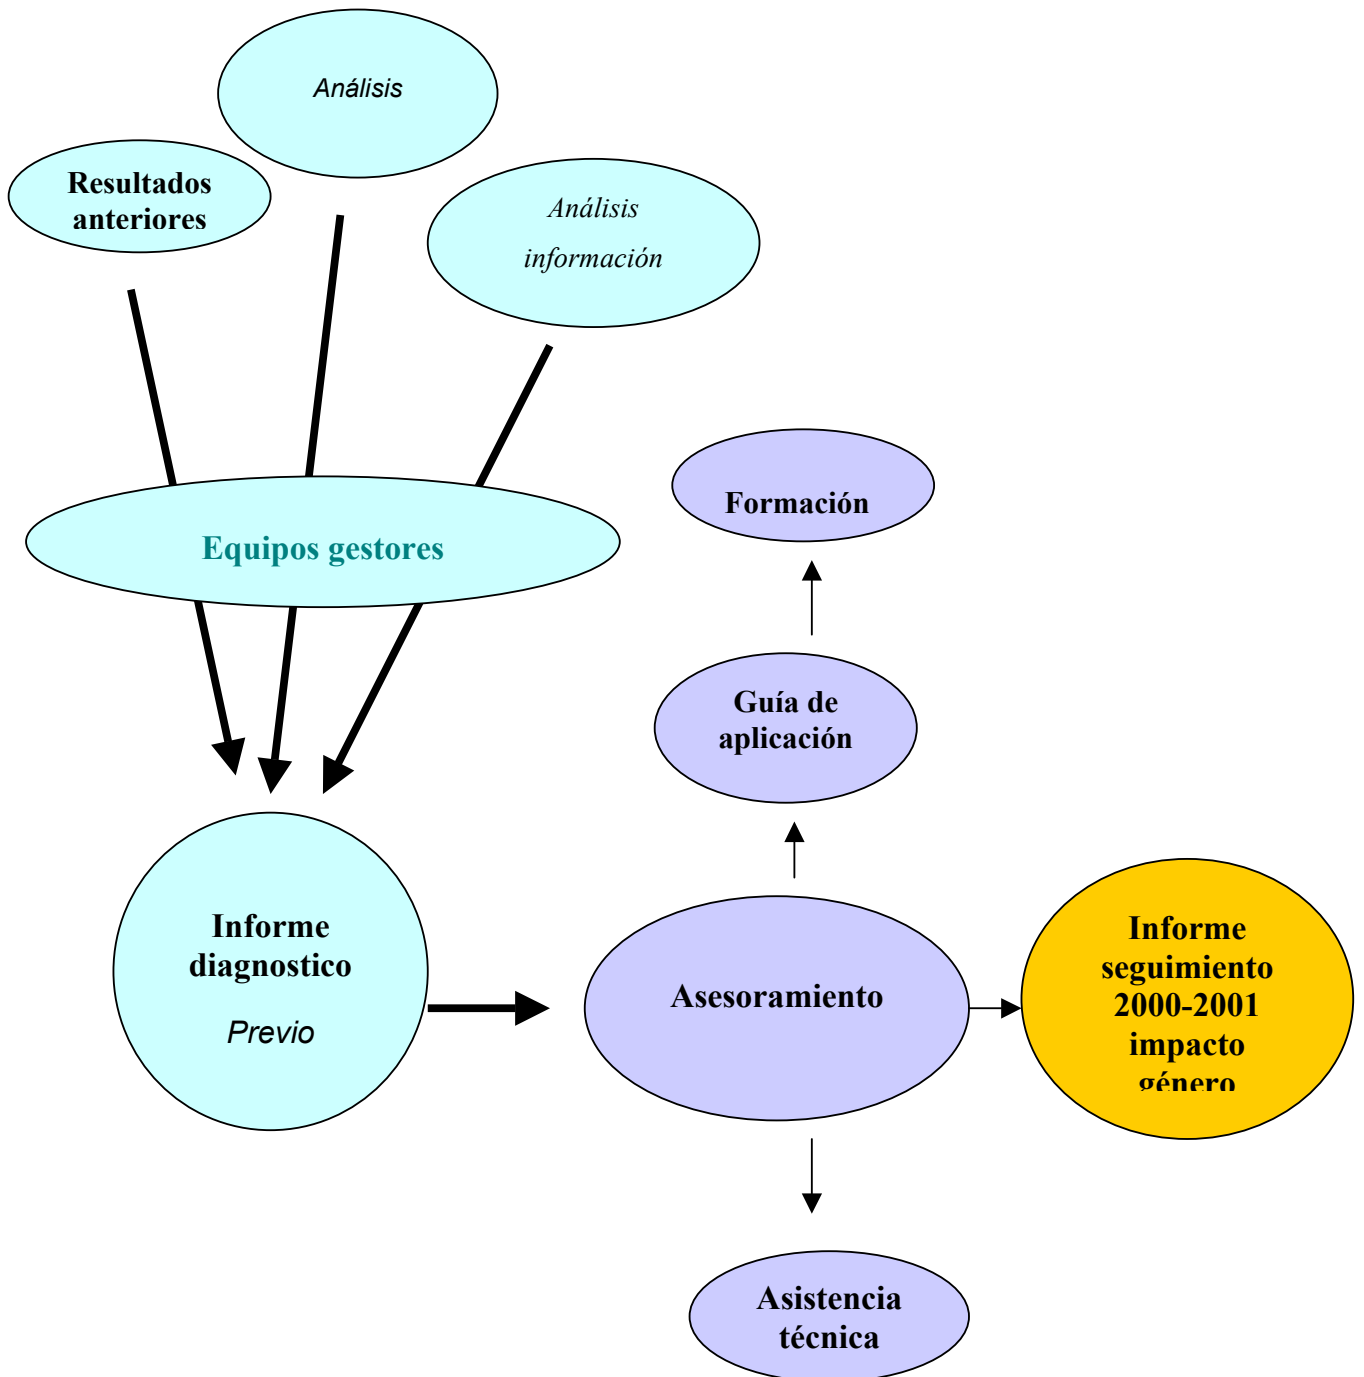 Análisis
Resultados
anteriores
Análisis
información
Equipos gestores
Formación
Guía de
aplicación
Informe
diagnostico
Previo
Asesoramiento
Informe
seguimiento
2000-2001
impacto
género
Asistencia
técnica